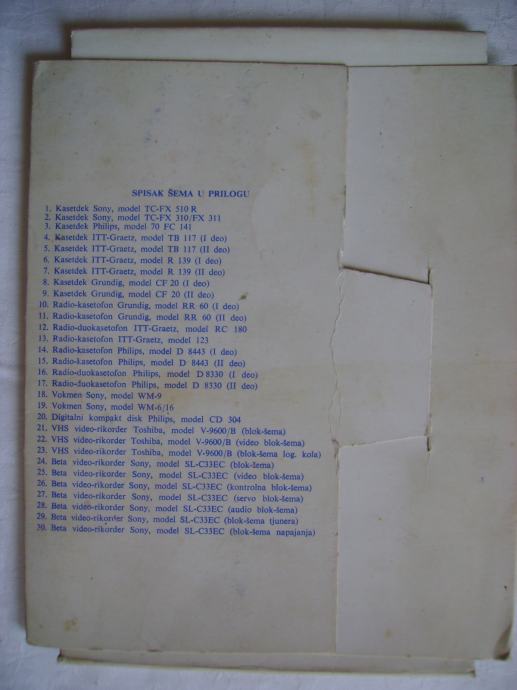 SPISAK ŠEMA U PRILOGU
1. Kasetdek Sony, model TC-FX 510 R
2. Kasetdek Sony, model TC-FX 310/FX 311
3. Kasetdek Philips, model 70 FC 141
4. Kasetdek ITT-Graetz, model TB 117 (I deo)
5. Kasetdek ITT-Graetz, model TB 117 (II deo)
6. Kasetdek ITT-Graetz, model R 139 (I deo)
7. Kasetdek ITT-Graetz, model R 139 (II deo)
8. Kasetdek Grundig, model CF 20 (I deo)
9. Kasetdek Grundig, model CF 20 (II deo)
10. Radio-kasetofon Grundig, model RR 60 (I deo)
11. Radio-kasetofon Grundig, model RR 60 (II deo)
12. Radio-duokasetofon ITT-Graetz, model RC 180
13. Radio-kasetofon ITT-Graetz, model 123
14. Radio-kasetofon Philips, model D 8443 (I deo)
15. Radio-kasetofon Philips, model D 8443 (II deo)
16. Radio-duokasetofon Philips, model D 8330 (I deo)
17. Radio-duokasetofon Philips, model D 8330 (II deo)
18. Vokmen Sony, model WM-9
19. Vokmen Sony, model WM-6/16
20. Digitalni kompakt disk Philips, model CD 304
21. VHS video-rikorder Toshiba, model V-9600/B (blok-šema)
22. VHS video-rikorder Toshiba, model V-9600/B (video blok-šema)
23. VHS video-rikorder Toshiba, model V-9600/B (blok-šema log. kola)
24. Beta video-rikorder Sony, model SL-C33EC (blok-šema)
25. Beta video-rikorder Sony, model SL-C33EC (video blok-šema)
26. Beta video-rikorder Sony, model SL-C33EC (kontrolna blok-šema)
27. Beta video-rikorder Sony, model SL-C33EC (servo blok-šema)
28. Beta video-rikorder Sony, model SL-C33EC (audio blok-šema)
29. Beta video-rikorder Sony, model SL-C33EC (blok-šema tjunera)
30. Beta video-rikorder Sony, model SL-C33EC (blok-šema napajanja)